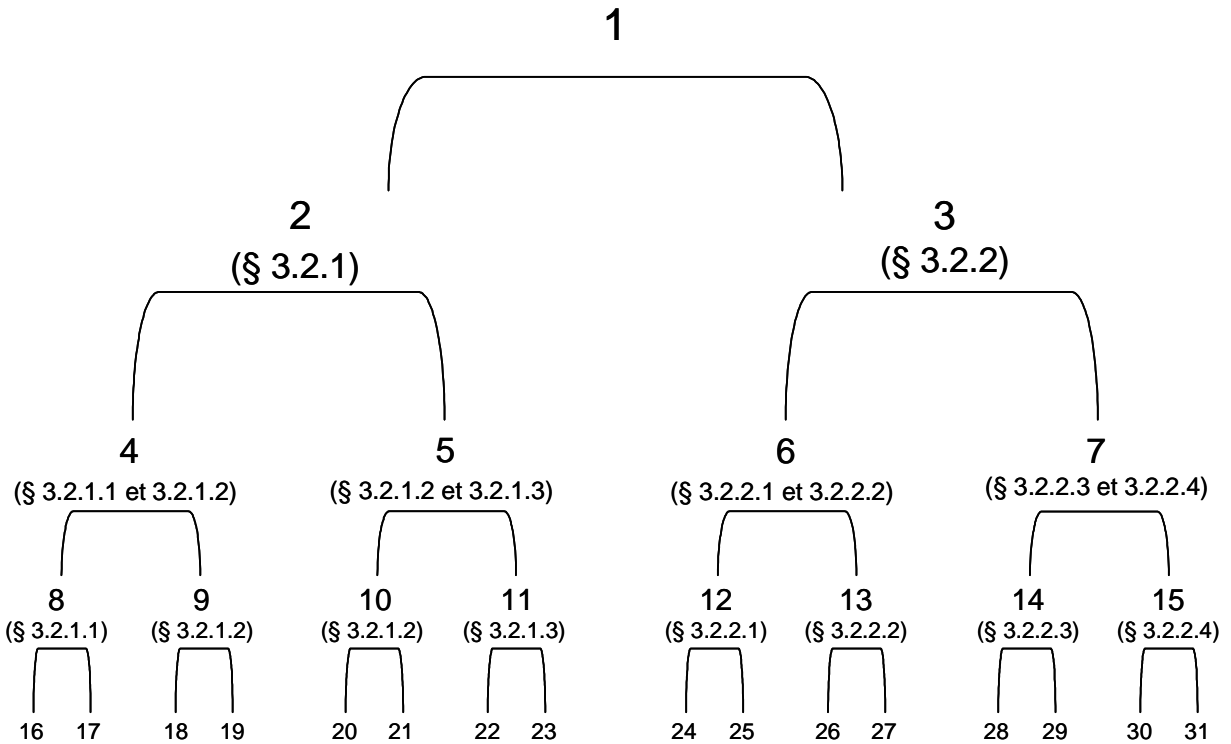 1
2 3
(§ 3.2.1) (§ 3.2.2)
4 5 6 7
(§ 3.2.1.1 et 3.2.1.2) (§ 3.2.1.2 et 3.2.1.3) (§ 3.2.2.1 et 3.2.2.2) (§ 3.2.2.3 et 3.2.2.4)
8 9 10 11 12 13 14 15
(§ 3.2.1.1) (§ 3.2.1.2) (§ 3.2.1.2) (§ 3.2.1.3) (§ 3.2.2.1) (§ 3.2.2.2) (§ 3.2.2.3) (§ 3.2.2.4)
16 17 18 19 20 21 22 23 24 25 26 27 28 29 30 31